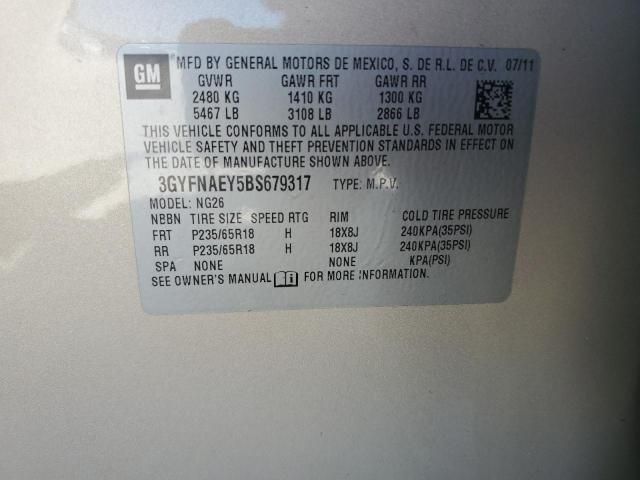 GM
MFD BY GENERAL MOTORS DE MEXICO, S. DE R.L. DE C.V. 07/11
GVWR GAWR FRT GAWR RR
2480 KG 1410 KG 1300 KG
5467 LB 3108 LB 2866 LB
THIS VEHICLE CONFORMS TO ALL APPLICABLE U.S. FEDERAL MOTOR
VEHICLE SAFETY AND THEFT PREVENTION STANDARDS IN EFFECT ON
THE DATE OF MANUFACTURE SHOWN ABOVE.
3GYFNAEY5BS679317 TYPE: M.P.V.
MODEL: NG26
NBBN TIRE SIZE SPEED RTG RIM COLD TIRE PRESSURE
FRT P235/65R18 H 18X8J 240KPA(35PSI)
RR P235/65R18 H 18X8J 240KPA(35PSI)
SPA NONE NONE KPA(PSI)
SEE OWNER'S MANUAL FOR MORE INFORMATION.